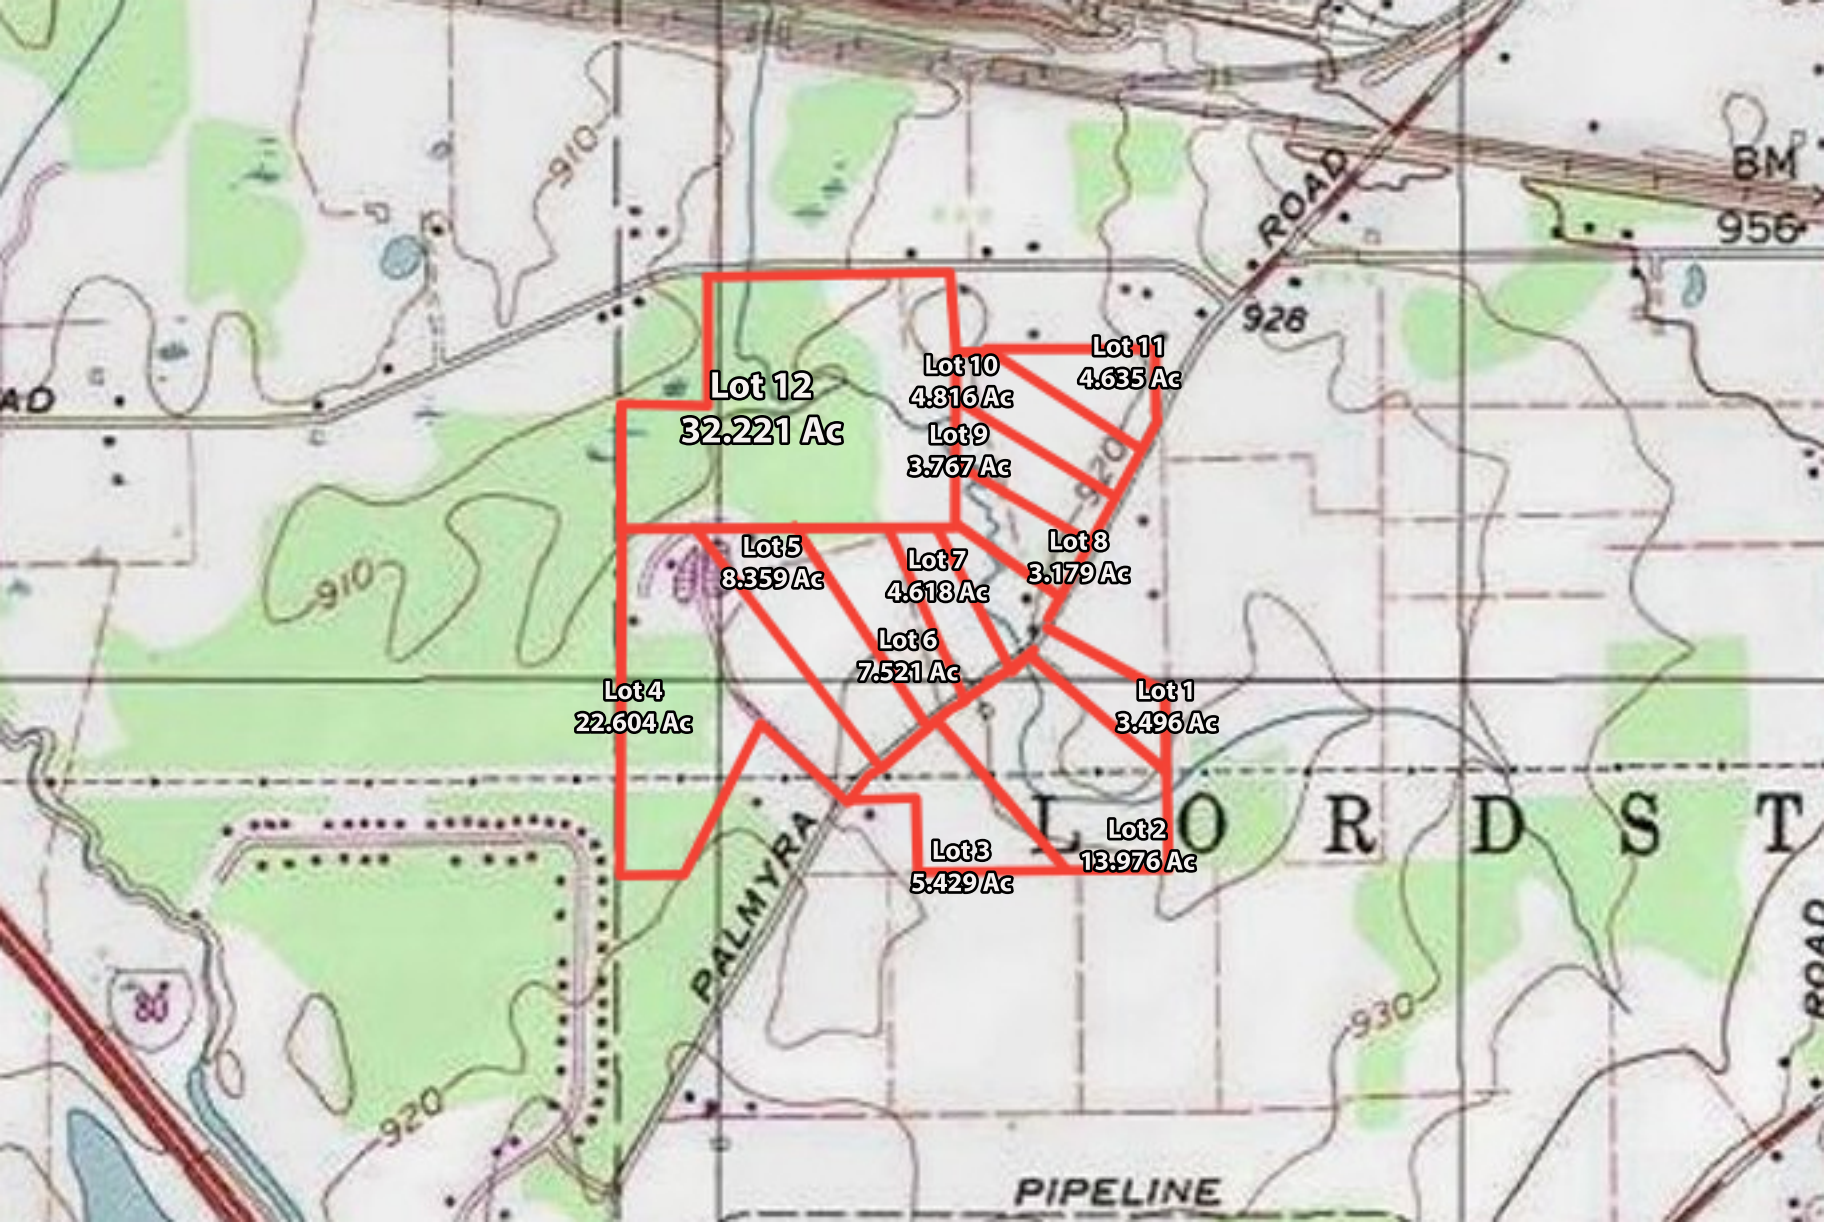 910
ROAD
BM
956
928
Lot 11
4.635 Ac
Lot 10
4.816 Ac
Lot 12
32.221 Ac
AD
Lot 9
3.767 Ac
920
Lot 8
3.179 Ac
Lot 5
8.359 Ac
Lot 7
4.618 Ac
910
Lot 6
7.521 Ac
Lot 4
22.604 Ac
Lot 1
3.496 Ac
LORDST
Lot 2
13.976 Ac
Lot 3
5.429 Ac
PALMYRA
80
930
ROAD
920
PIPELINE